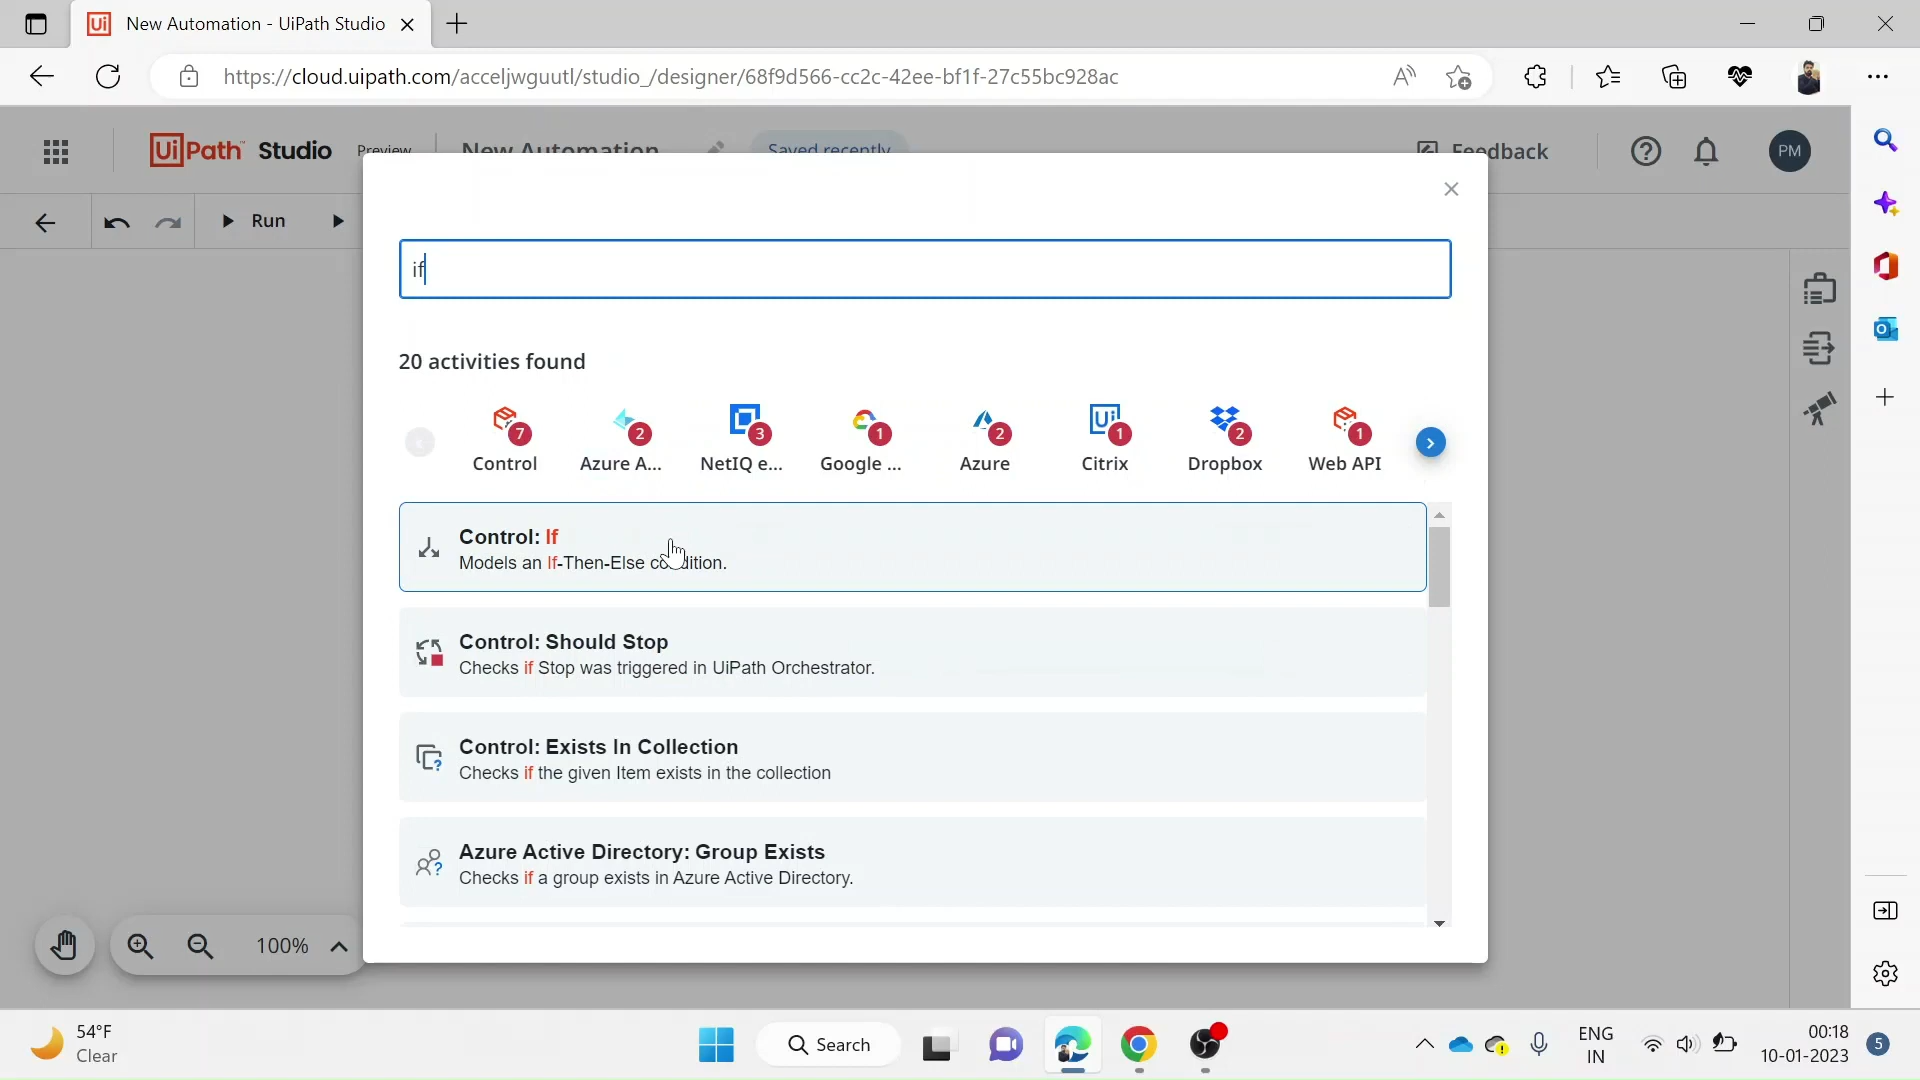 New Automation - UiPath Studio
https://cloud.uipath.com/acceljwguutl/studio_/designer/68f9d566-cc2c-42ee-bf1f-27c55bc928ac
UiPath Studio Preview New Automation Saved recently Feedback PM
Run
if
20 activities found
7 2 3 1 2 1 2 1
Control Azure A... NetIQ e... Google ... Azure Citrix Dropbox Web API
Control: If
Models an If-Then-Else condition.
Control: Should Stop
Checks if Stop was triggered in UiPath Orchestrator.
Control: Exists In Collection
Checks if the given Item exists in the collection
Azure Active Directory: Group Exists
Checks if a group exists in Azure Active Directory.
100%
54°F
Clear
Search
ENG
IN
00:18
10-01-2023
5